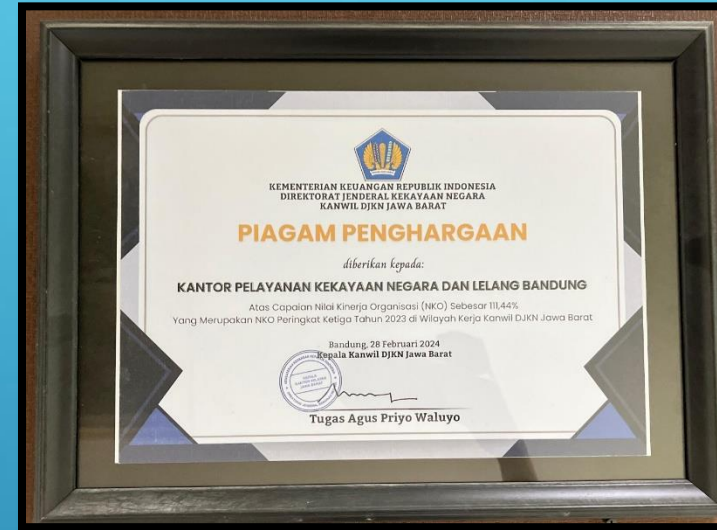 KEMENTERIAN KEUANGAN REPUBLIK INDONESIA
DIREKTORAT JENDERAL KEKAYAAN NEGARA
KANWIL DJKN JAWA BARAT
PIAGAM PENGHARGAAN
diberikan kepada:
KANTOR PELAYANAN KEKAYAAN NEGARA DAN LELANG BANDUNG
Atas Capaian Nilai Kinerja Organisasi (NKO) Sebesar 111,44%
Yang Merupakan NKO Peringkat Ketiga Tahun 2023 di Wilayah Kerja Kanwil DJKN Jawa Barat
Bandung, 28 Februari 2024
Kepala Kanwil DJKN Jawa Barat
Tugas Agus Priyo Waluyo